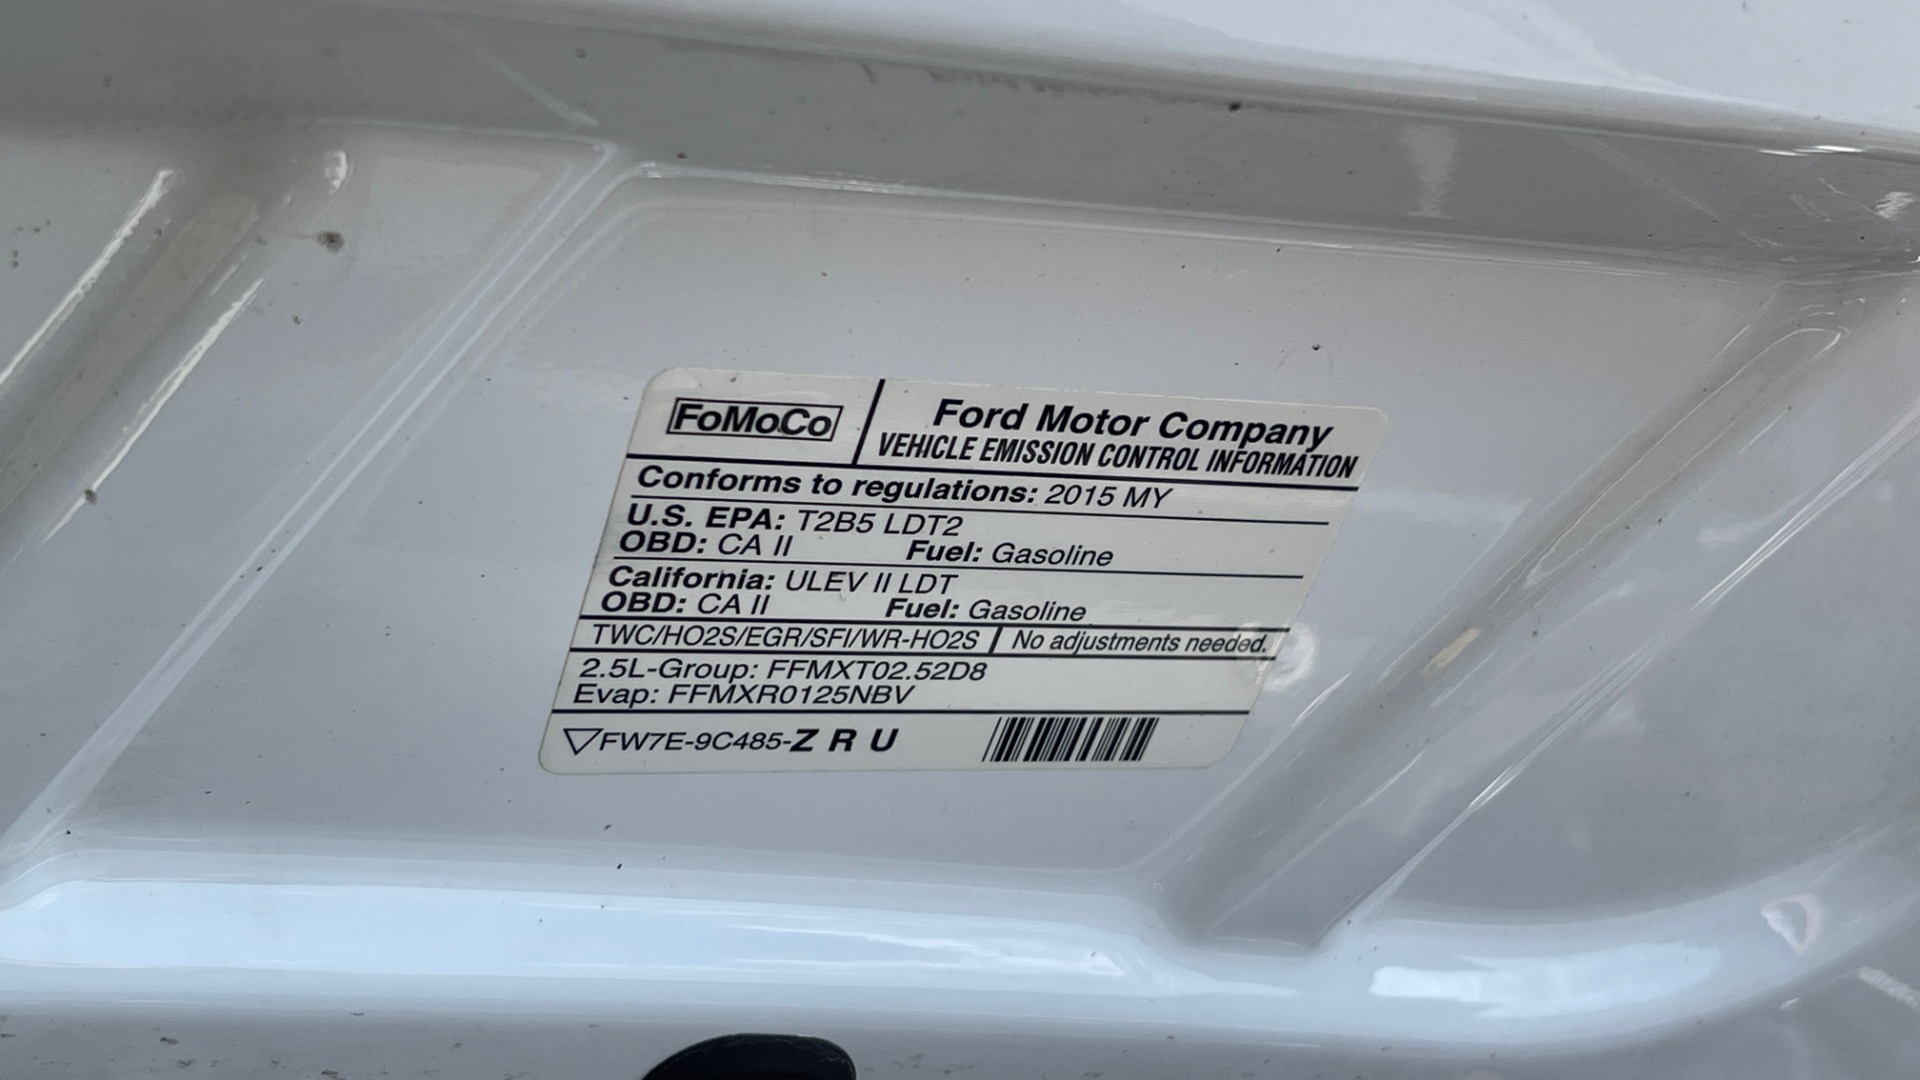 FoMoCo
Ford Motor Company
VEHICLE EMISSION CONTROL INFORMATION
Conforms to regulations: 2015 MY
U.S. EPA: T2B5 LDT2
OBD: CA II Fuel: Gasoline
California: ULEV II LDT
OBD: CA II Fuel: Gasoline
TWC/HO2S/EGR/SFI/WR-HO2S No adjustments needed.
2.5L-Group: FFMXT02.52D8
Evap: FFMXR0125NBV
FW7E-9C485-Z R U